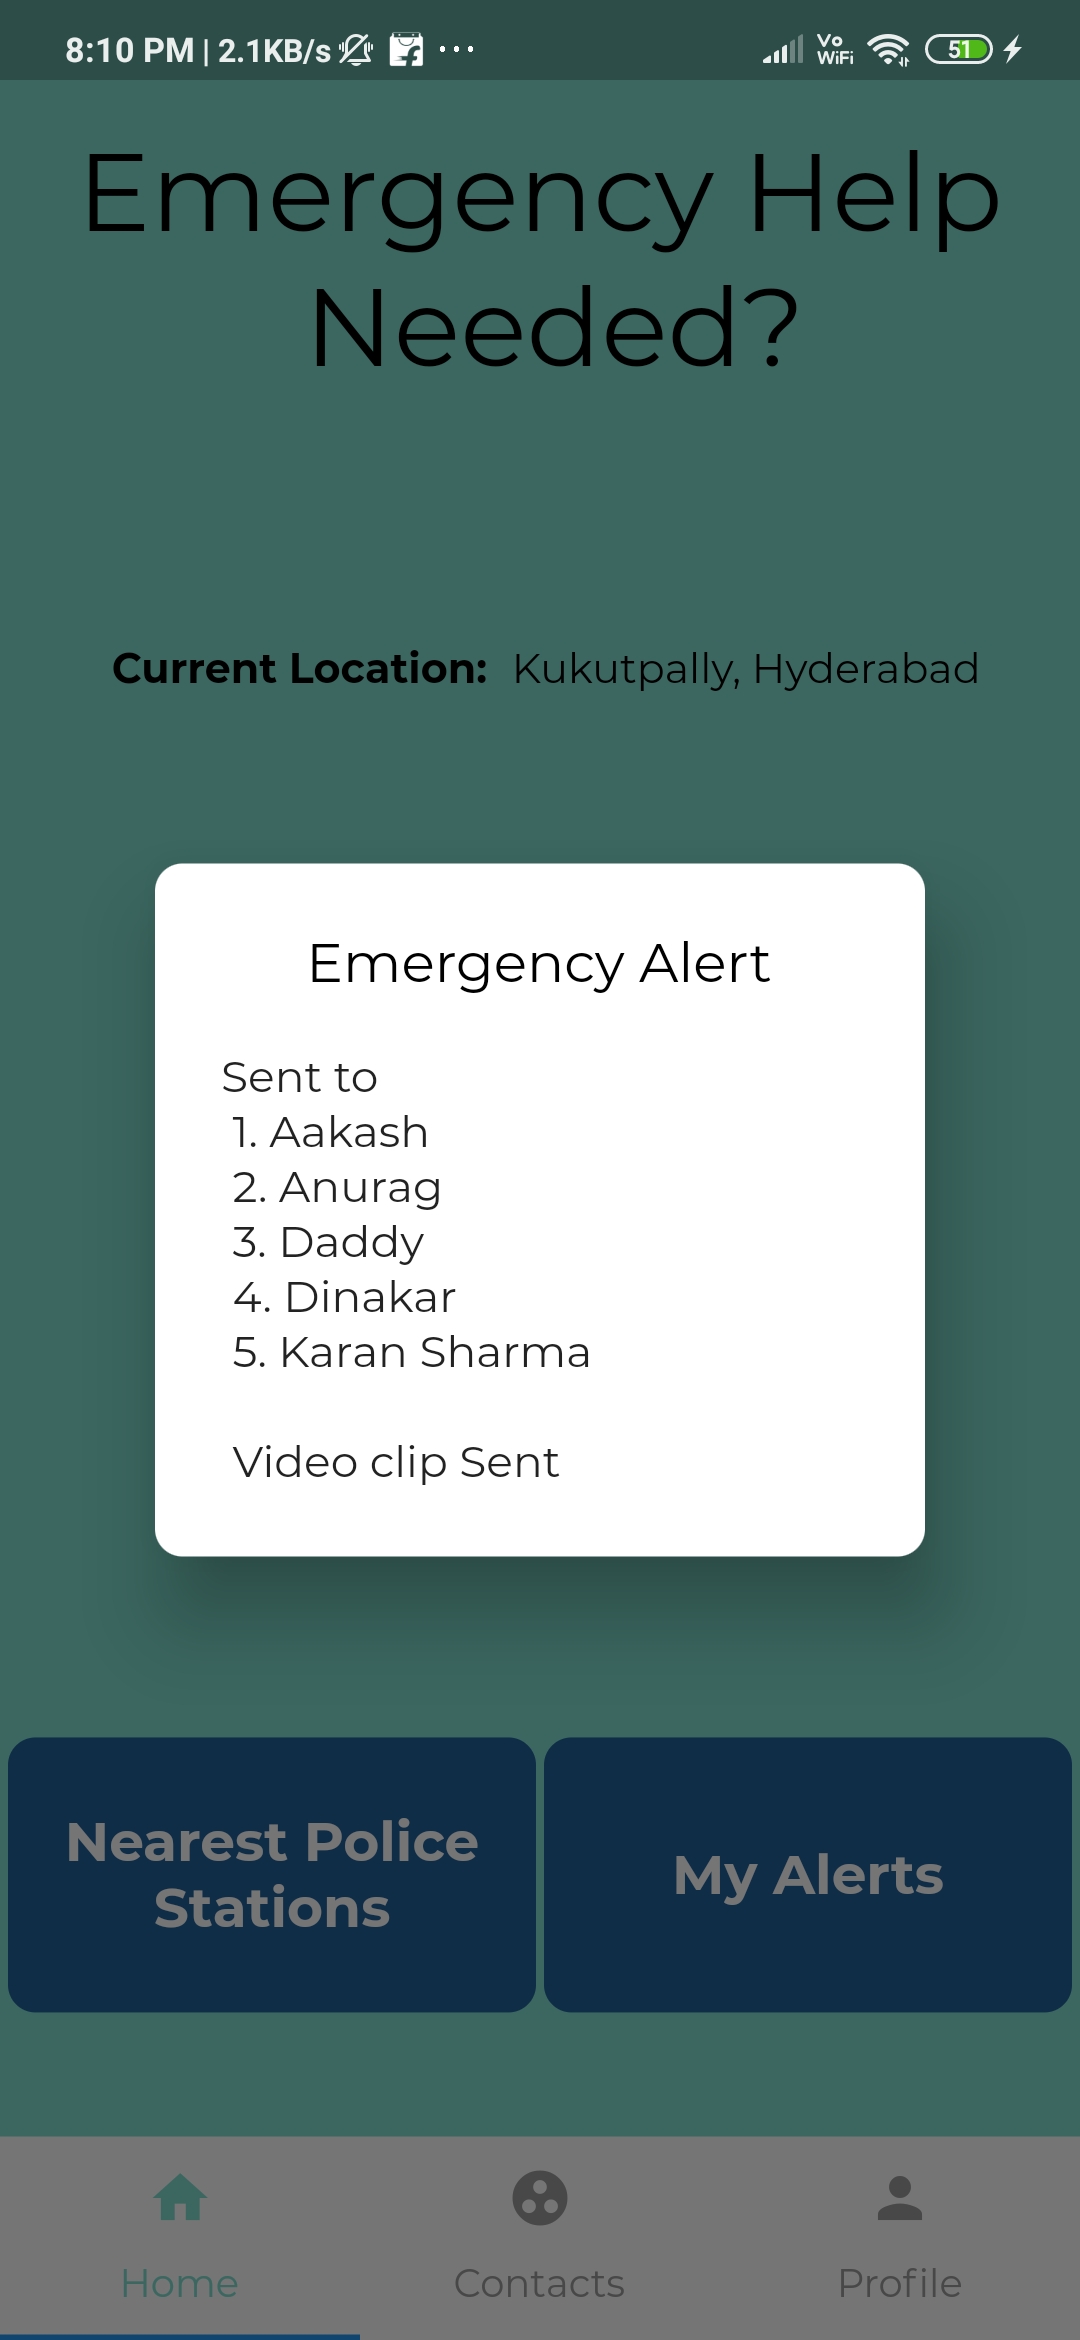 8:10 PM | 2.1KB/s ... Vo WiFi 51
Emergency Help
Needed?
Current Location: Kukutpally, Hyderabad
Emergency Alert
Sent to
1. Aakash
2. Anurag
3. Daddy
4. Dinakar
5. Karan Sharma
Video clip Sent
Nearest Police
Stations
My Alerts
Home Contacts Profile